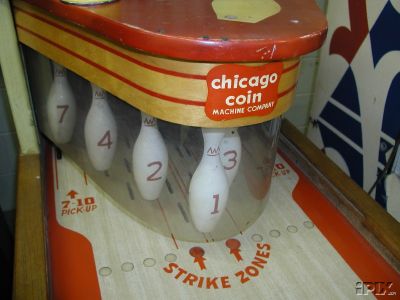 chicago
coin
MACHINE COMPANY
7
4
2
3
1
7-10
PICK UP
STRIKE ZONES